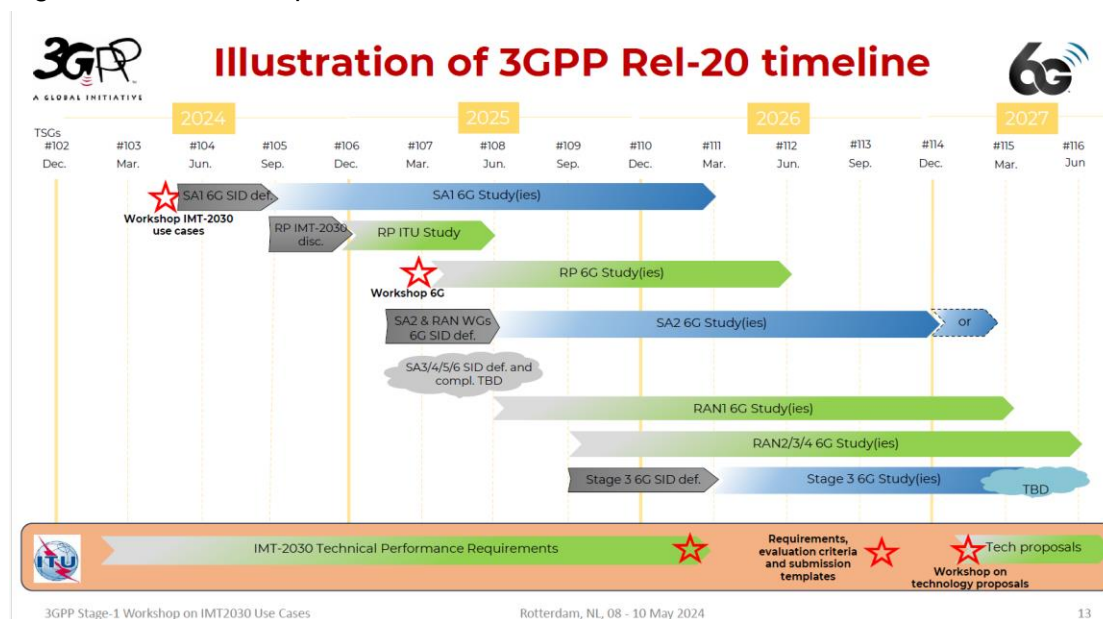 3GPP
A GLOBAL INITIATIVE
Illustration of 3GPP Rel-20 timeline
6G
2024
2025
2026
2027
TSGs
#102
#103
#104
#105
#106
#107
#108
#109
#110
#111
#112
#113
#114
#115
#116
Dec.
Mar.
Jun.
Sep.
Dec.
Mar.
Jun.
Sep.
Dec.
Mar.
Jun.
Sep.
Dec.
Mar.
Jun
SA1 6G SID def.
SA1 6G Study(ies)
Workshop IMT-2030
use cases
RP IMT-2030
disc.
RP ITU Study
RP 6G Study(ies)
Workshop 6G
SA2 & RAN WGs
6G SID def.
SA2 6G Study(ies)
or
SA3/4/5/6 SID def. and
compl. TBD
RAN1 6G Study(ies)
RAN2/3/4 6G Study(ies)
Stage 3 6G SID def.
Stage 3 6G Study(ies)
TBD
ITU
IMT-2030 Technical Performance Requirements
Requirements,
evaluation criteria
and submission
templates
Tech proposals
Workshop on
technology proposals
3GPP Stage-1 Workshop on IMT2030 Use Cases
Rotterdam, NL, 08 - 10 May 2024
13